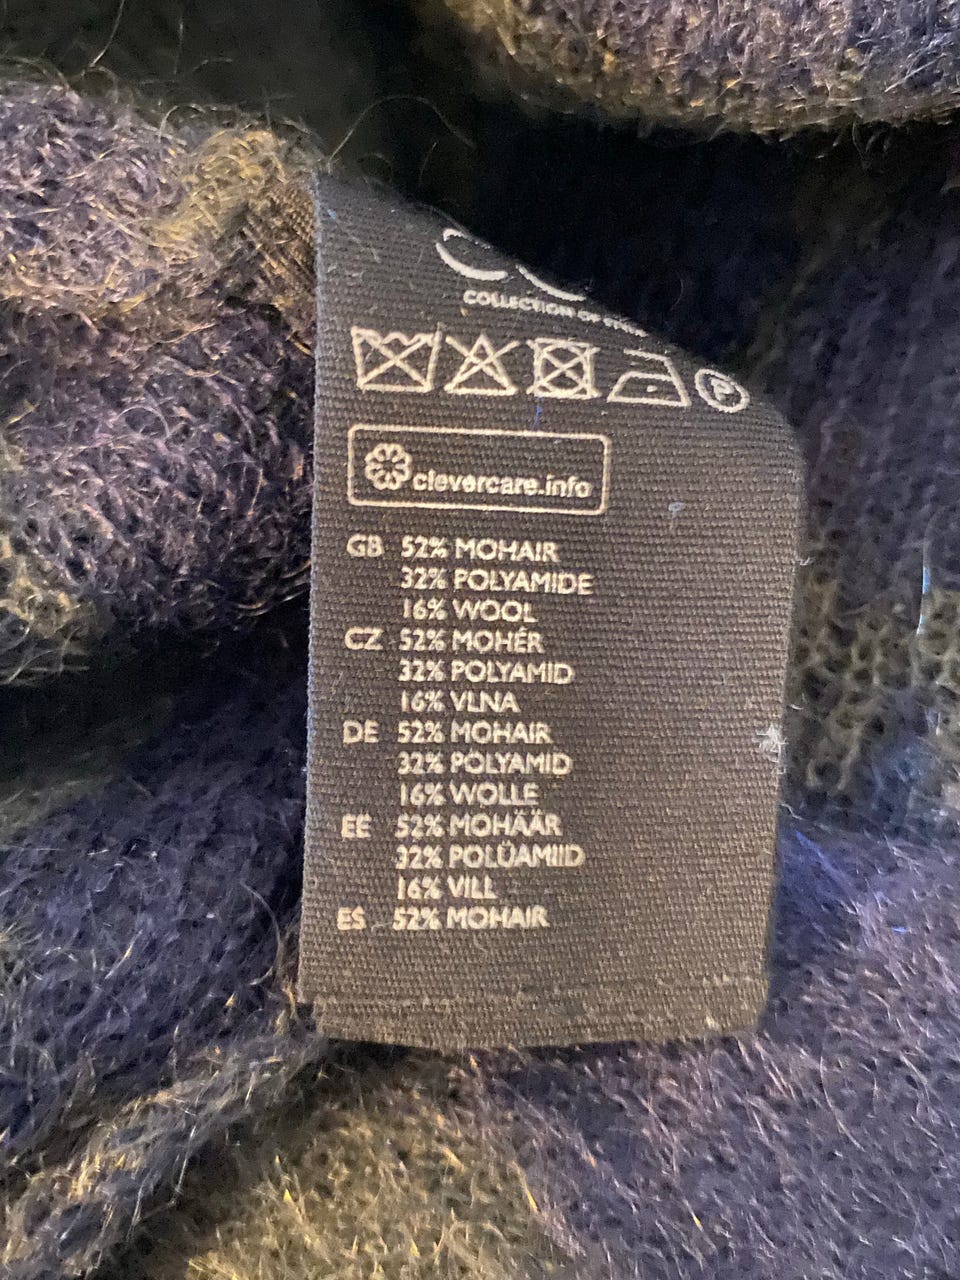 COLLECTION OF
P
clevercare.info
GB 52% MOHAIR
32% POLYAMIDE
16% WOOL
CZ 52% MOHÉR
32% POLYAMID
16% VLNA
DE 52% MOHAIR
32% POLYAMID
16% WOLLE
EE 52% MOHÄÄR
32% POLÜAMIID
16% VILL
ES 52% MOHAIR